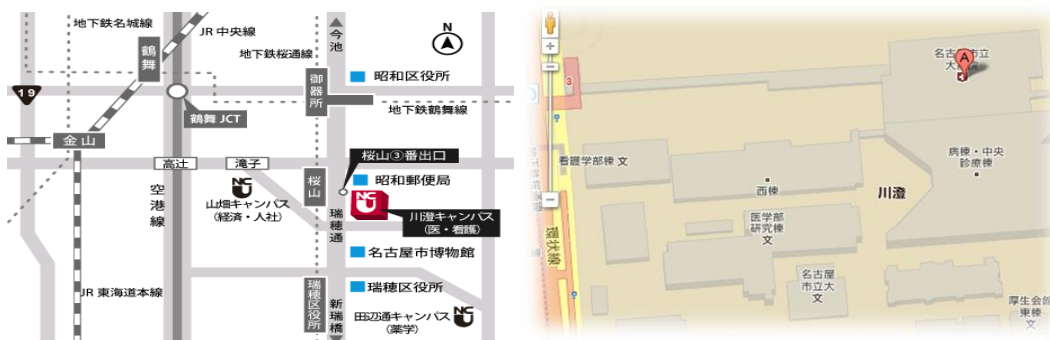 地下鉄名城線
JR 中央線
鶴舞
地下鉄桜通線
今池
N
昭和区役所
御器所
19
地下鉄鶴舞線
鶴舞 JCT
金山
桜山③番出口
高辻
滝子
桜山
昭和郵便局
NCU
山畑キャンパス
(経済・人社)
空港線
NCU
川澄キャンパス
(医・看護)
瑞穂通
名古屋市博物館
瑞穂区役所
瑞穂区役所
JR 東海道本線
新瑞橋
田辺通キャンパス
(薬学)
NCU
3
名古屋市立
A
看護学部棟 文
病棟・中央
診療棟
西棟
川澄
医学部
研究棟
文
環状線
名古屋
市立大
文
厚生会館
東棟